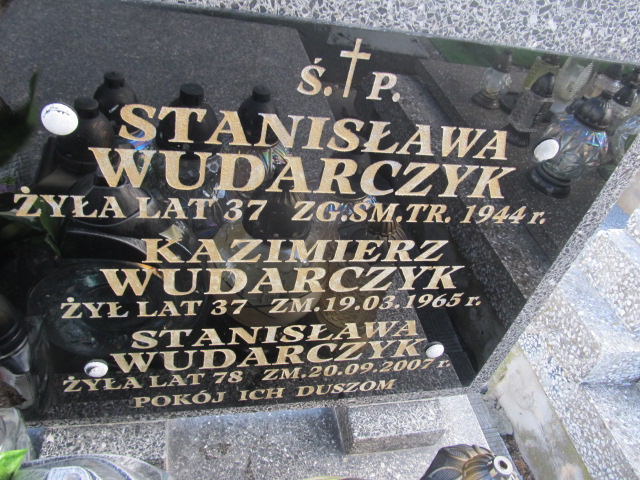 Ś. P.
STANISŁAWA
WUDARCZYK
ŻYŁA LAT 37 ZG.ŚM.TR. 1944 r.
KAZIMIERZ
WUDARCZYK
ŻYŁ LAT 37 ZM.19.03.1965 r.
STANISŁAWA
WUDARCZYK
ŻYŁA LAT 78 ZM.20.09.2007 r.
POKÓJ ICH DUSZOM